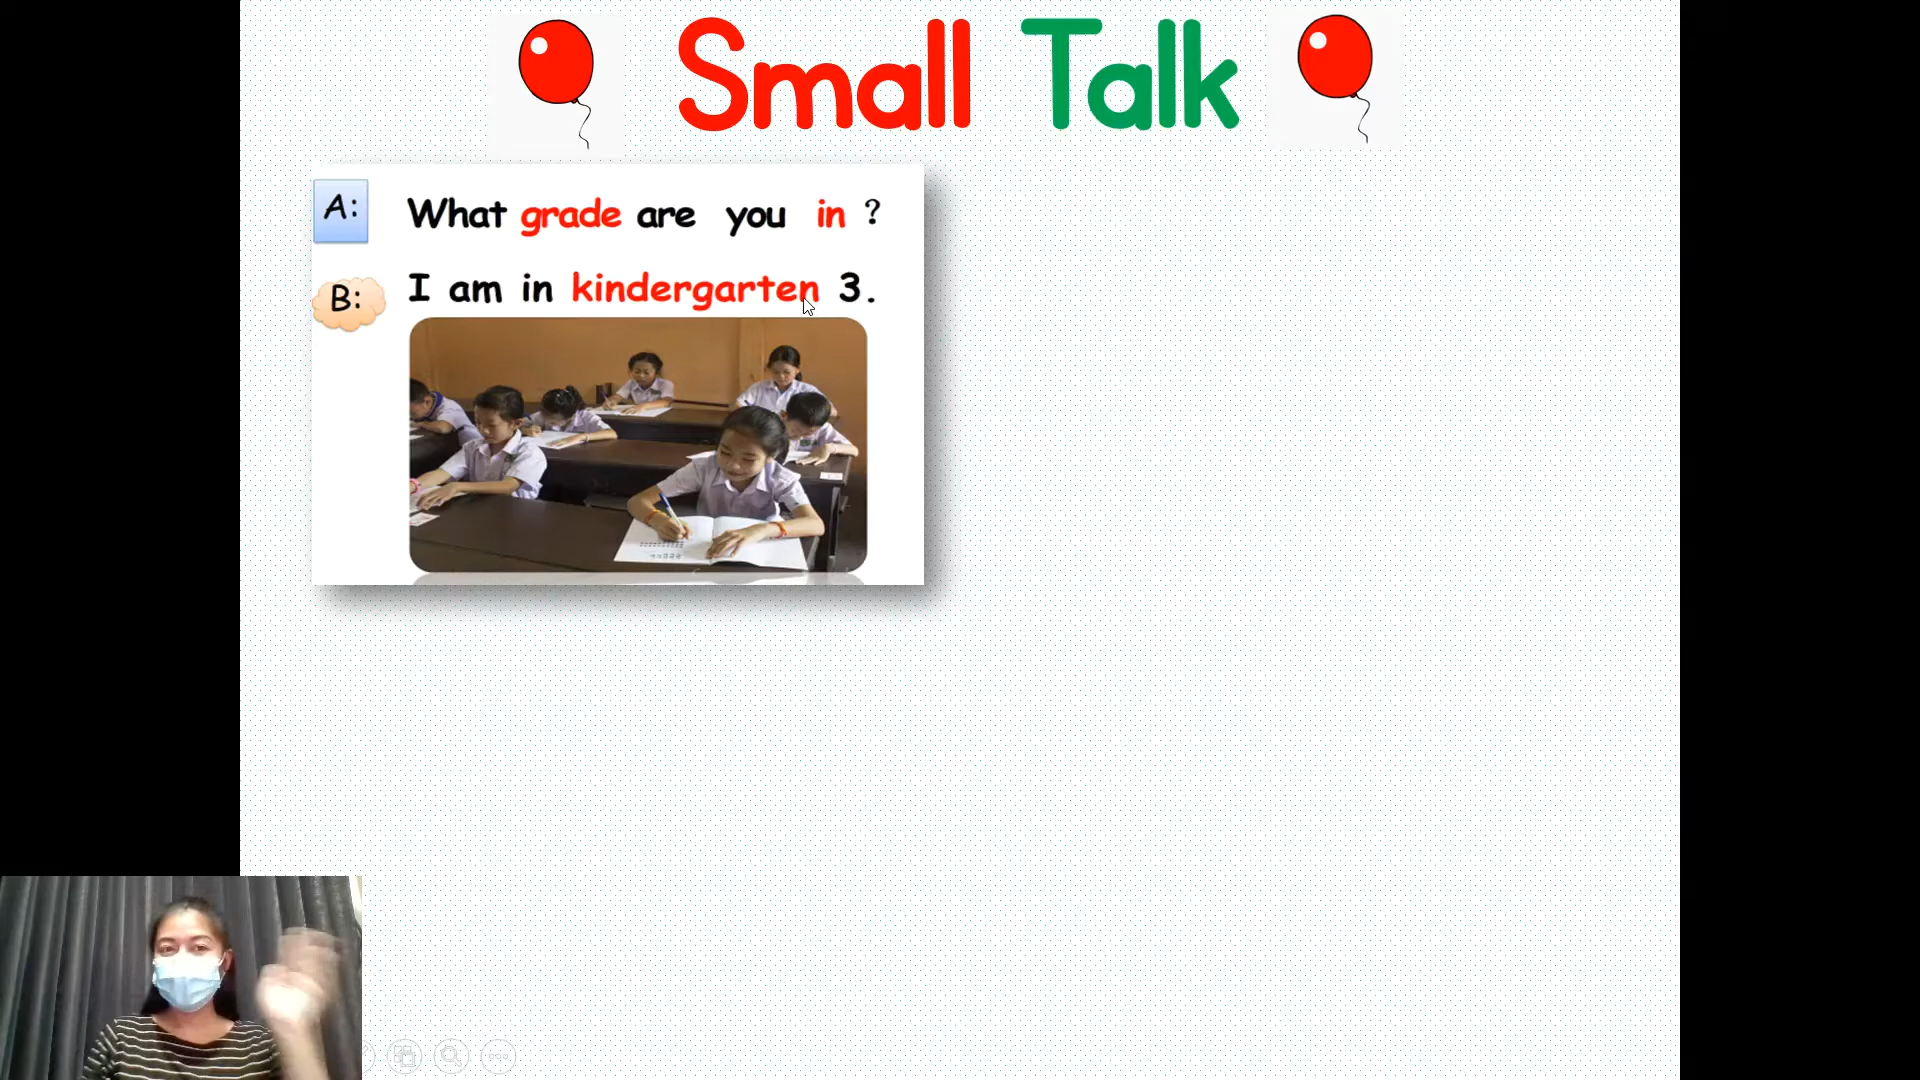 Small Talk
A: What grade are you in ?
B: I am in kindergarten 3.